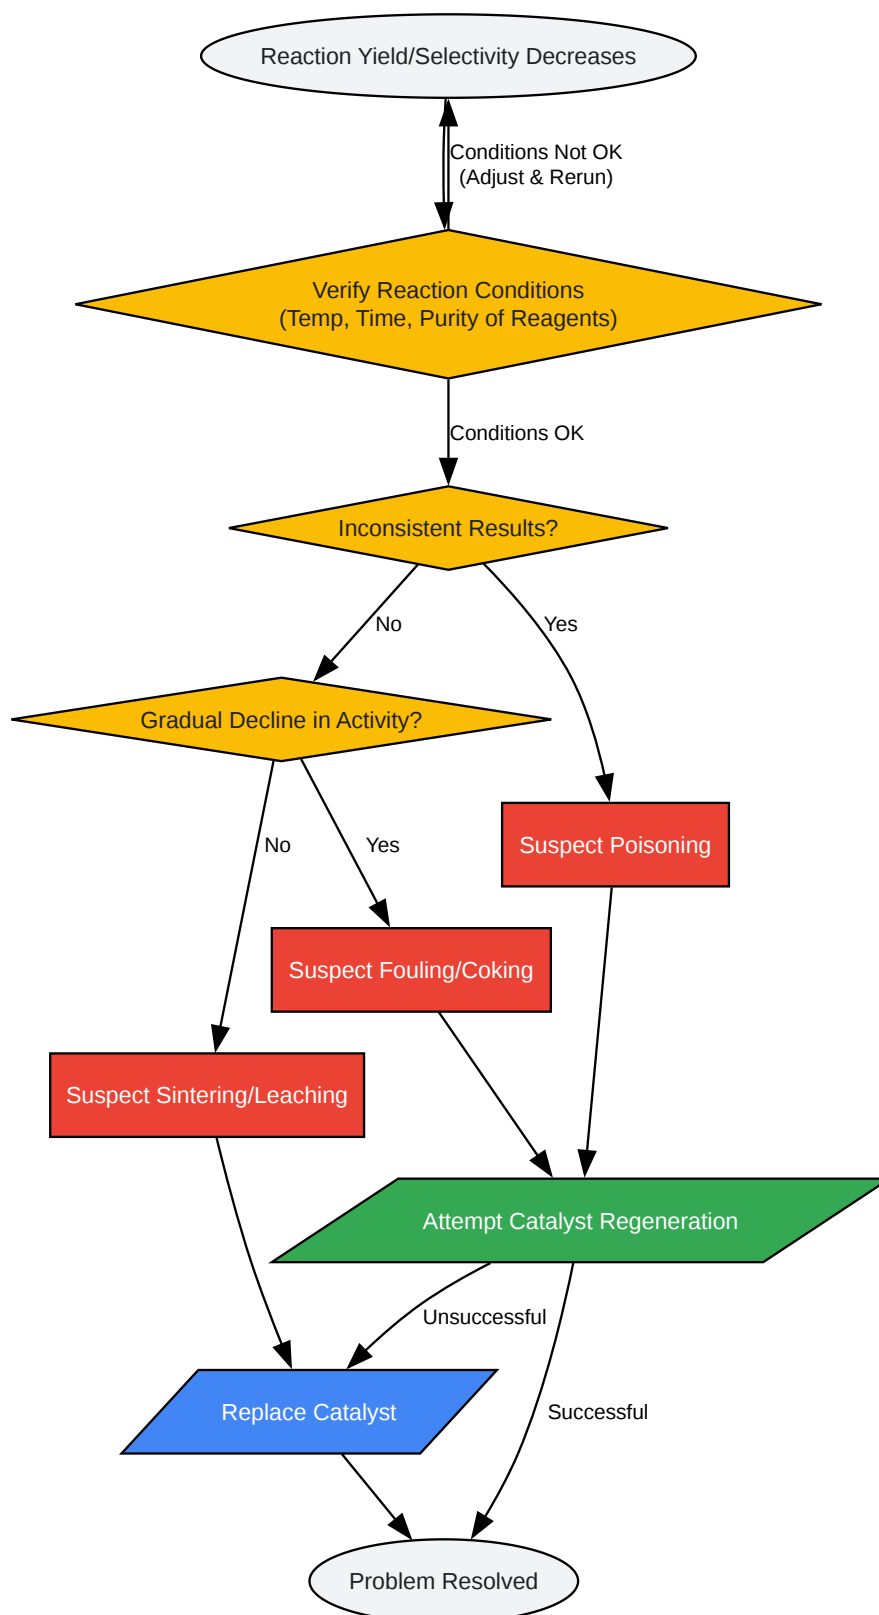 Reaction Yield/Selectivity Decreases
Conditions Not OK
(Adjust & Rerun)
Verify Reaction Conditions
(Temp, Time, Purity of Reagents)
Conditions OK
Inconsistent Results?
No
Yes
Gradual Decline in Activity?
No
Yes
Suspect Poisoning
Suspect Fouling/Coking
Suspect Sintering/Leaching
Attempt Catalyst Regeneration
Unsuccessful
Replace Catalyst
Successful
Problem Resolved